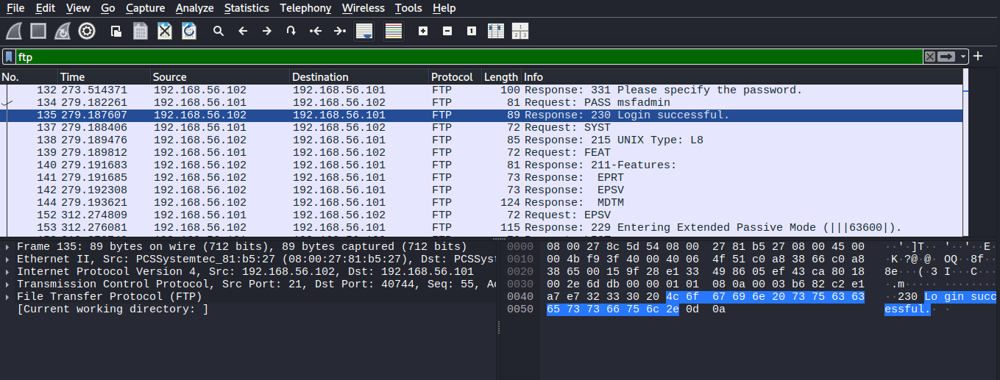 File Edit View Go Capture Analyze Statistics Telephony Wireless Tools Help
ftp
No. Time Source Destination Protocol Length Info
132 273.514371 192.168.56.102 192.168.56.101 FTP 100 Response: 331 Please specify the password.
134 279.182261 192.168.56.101 192.168.56.102 FTP 81 Request: PASS msfadmin
135 279.187607 192.168.56.102 192.168.56.101 FTP 89 Response: 230 Login successful.
137 279.188406 192.168.56.101 192.168.56.102 FTP 72 Request: SYST
138 279.189476 192.168.56.102 192.168.56.101 FTP 85 Response: 215 UNIX Type: L8
139 279.189812 192.168.56.101 192.168.56.102 FTP 72 Request: FEAT
140 279.191683 192.168.56.102 192.168.56.101 FTP 81 Response: 211-Features:
141 279.191685 192.168.56.102 192.168.56.101 FTP 73 Response:  EPRT
142 279.192308 192.168.56.102 192.168.56.101 FTP 73 Response:  EPSV
144 279.193621 192.168.56.102 192.168.56.101 FTP 124 Response:  MDTM
152 312.274809 192.168.56.101 192.168.56.102 FTP 72 Request: EPSV
153 312.276081 192.168.56.102 192.168.56.101 FTP 115 Response: 229 Entering Extended Passive Mode (|||63600|).
Frame 135: 89 bytes on wire (712 bits), 89 bytes captured (712 bits)
Ethernet II, Src: PCSSystemtec_81:b5:27 (08:00:27:81:b5:27), Dst: PCSSyst
Internet Protocol Version 4, Src: 192.168.56.102, Dst: 192.168.56.101
Transmission Control Protocol, Src Port: 21, Dst Port: 40744, Seq: 55, Ac
File Transfer Protocol (FTP)
[Current working directory: ]
0000 08 00 27 8c 5d 54 08 00 27 81 b5 27 08 00 45 00 ··'·]T·· '··'··E·
0010 00 4b f9 3f 40 00 40 06 4f 51 c0 a8 38 66 c0 a8 ·K·?@·@· OQ··8f··
0020 38 65 00 15 9f 28 e1 33 49 86 05 ef 43 ca 80 18 8e···(·3 I···C···
0030 00 2e 6d db 00 00 01 01 08 0a 00 03 b6 82 c2 e1 ·.m····· ········
0040 a7 e7 32 33 30 20 4c 6f 67 69 6e 20 73 75 63 63 ··230 Lo gin succ
0050 65 73 73 66 75 6c 2e 0d 0a essful.· ·